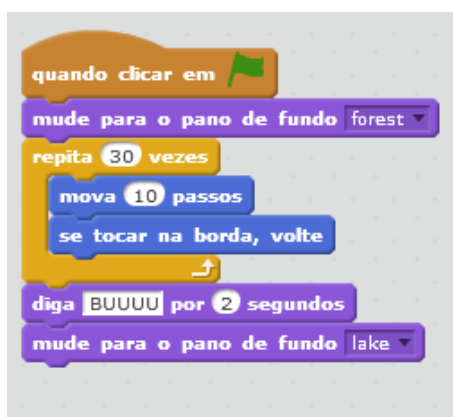 quando clicar em
mude para o pano de fundo forest
repita 30 vezes
mova 10 passos
se tocar na borda, volte
diga BUUUU por 2 segundos
mude para o pano de fundo lake